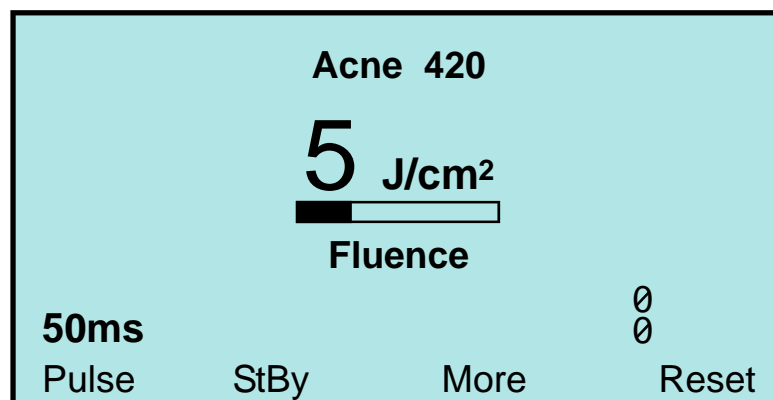 Acne 420
5 J/cm²
Fluence
0
50ms 0
Pulse StBy More Reset